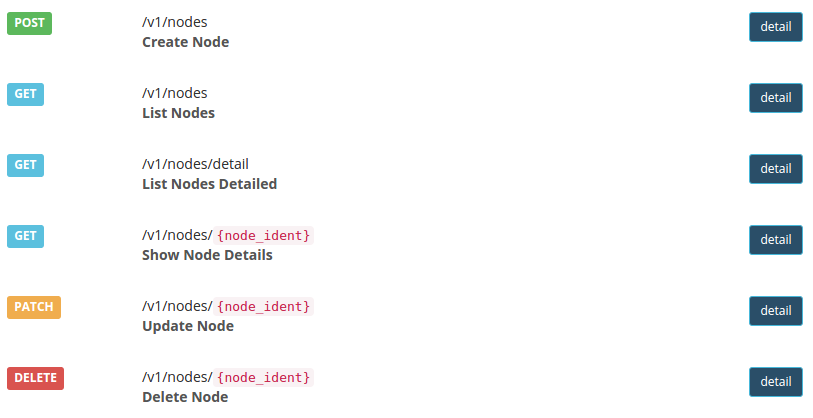 POST /v1/nodes detail
Create Node
GET /v1/nodes detail
List Nodes
GET /v1/nodes/detail detail
List Nodes Detailed
GET /v1/nodes/ {node_ident} detail
Show Node Details
PATCH /v1/nodes/ {node_ident} detail
Update Node
DELETE /v1/nodes/ {node_ident} detail
Delete Node